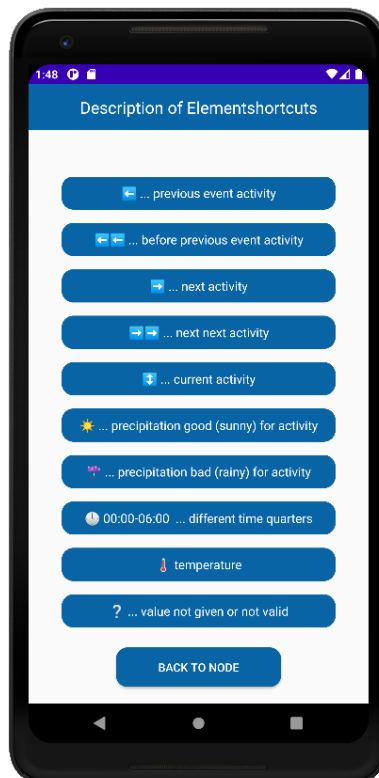 1:48
Description of Elementshortcuts
⬅️ ... previous event activity
⬅️⬅️ ... before previous event activity
➡️ ... next activity
➡️➡️ ... next next activity
↕️ ... current activity
☀️ ... precipitation good (sunny) for activity
☔ ... precipitation bad (rainy) for activity
🕛 00:00-06:00 ... different time quarters
🌡️ temperature
❔ ... value not given or not valid
BACK TO NODE